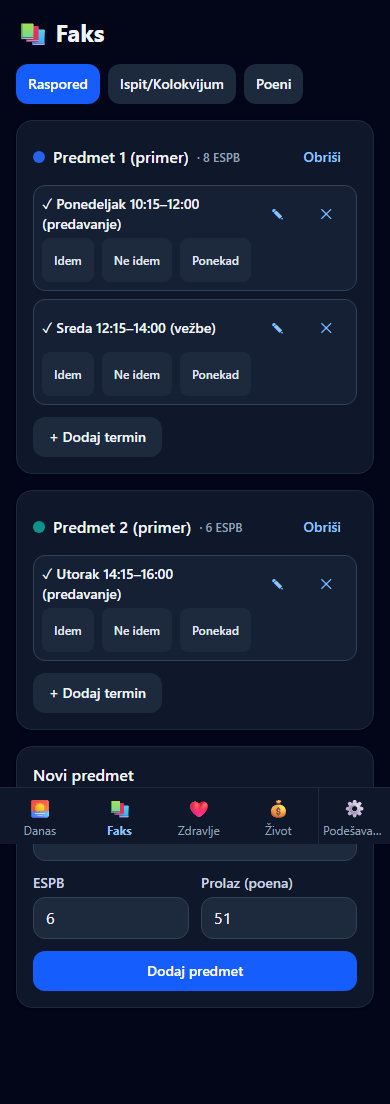 Faks
Raspored
Ispit/Kolokvijum
Poeni
Predmet 1 (primer) · 8 ESPB
Obriši
✓ Ponedeljak 10:15–12:00
(predavanje)
Idem
Ne idem
Ponekad
✓ Sreda 12:15–14:00 (vežbe)
Idem
Ne idem
Ponekad
+ Dodaj termin
Predmet 2 (primer) · 6 ESPB
Obriši
✓ Utorak 14:15–16:00
(predavanje)
Idem
Ne idem
Ponekad
+ Dodaj termin
Novi predmet
Danas
Faks
Zdravlje
Život
Podešava...
ESPB
Prolaz (poena)
6
51
Dodaj predmet